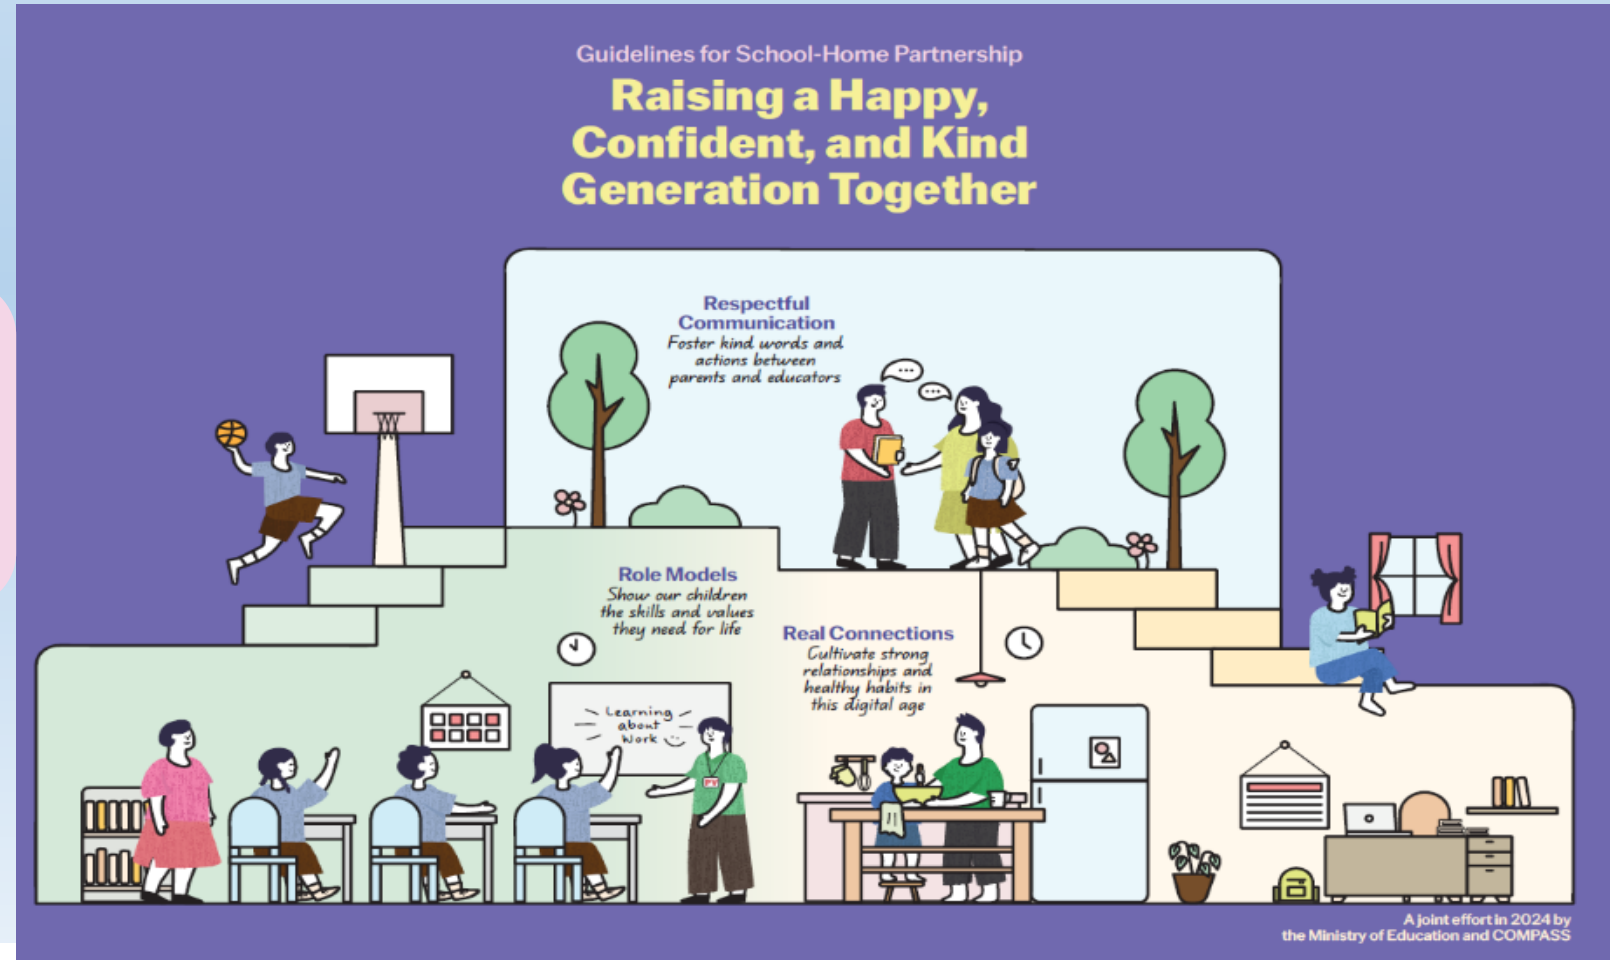 Guidelines for School-Home Partnership
Raising a Happy,
Confident, and Kind
Generation Together
Respectful
Communication
Foster kind words and
actions between
parents and educators
Role Models
Show our children
the skills and values
they need for life
Real Connections
Cultivate strong
relationships and
healthy habits in
this digital age
Learning
about
Work
A joint effort in 2024 by
the Ministry of Education and COMPASS